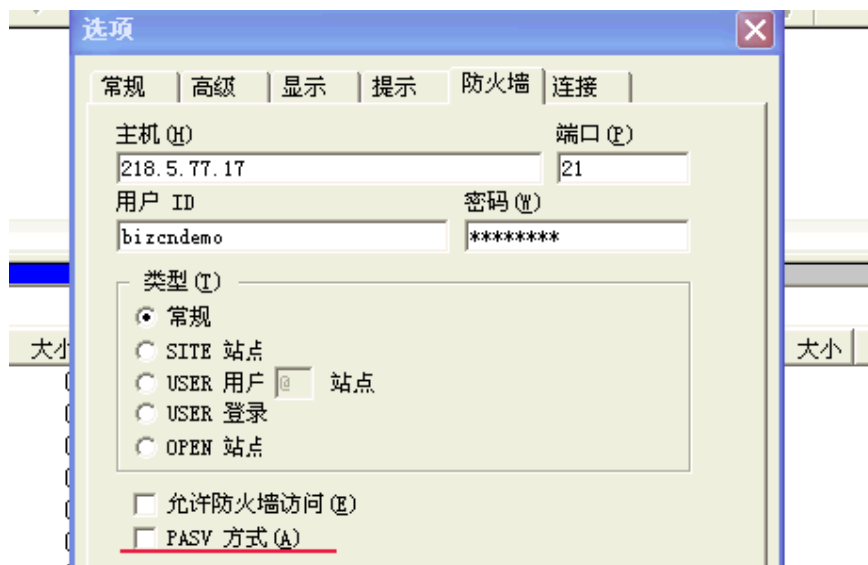 选项
常规 高级 显示 提示 防火墙 连接
主机(H) 端口(P)
218.5.77.17 21
用户 ID 密码(W)
bizcndemo ********
类型(T)
常规
SITE 站点
大小 大小
USER 用户 @ 站点
USER 登录
OPEN 站点
允许防火墙访问(E)
PASV 方式(A)